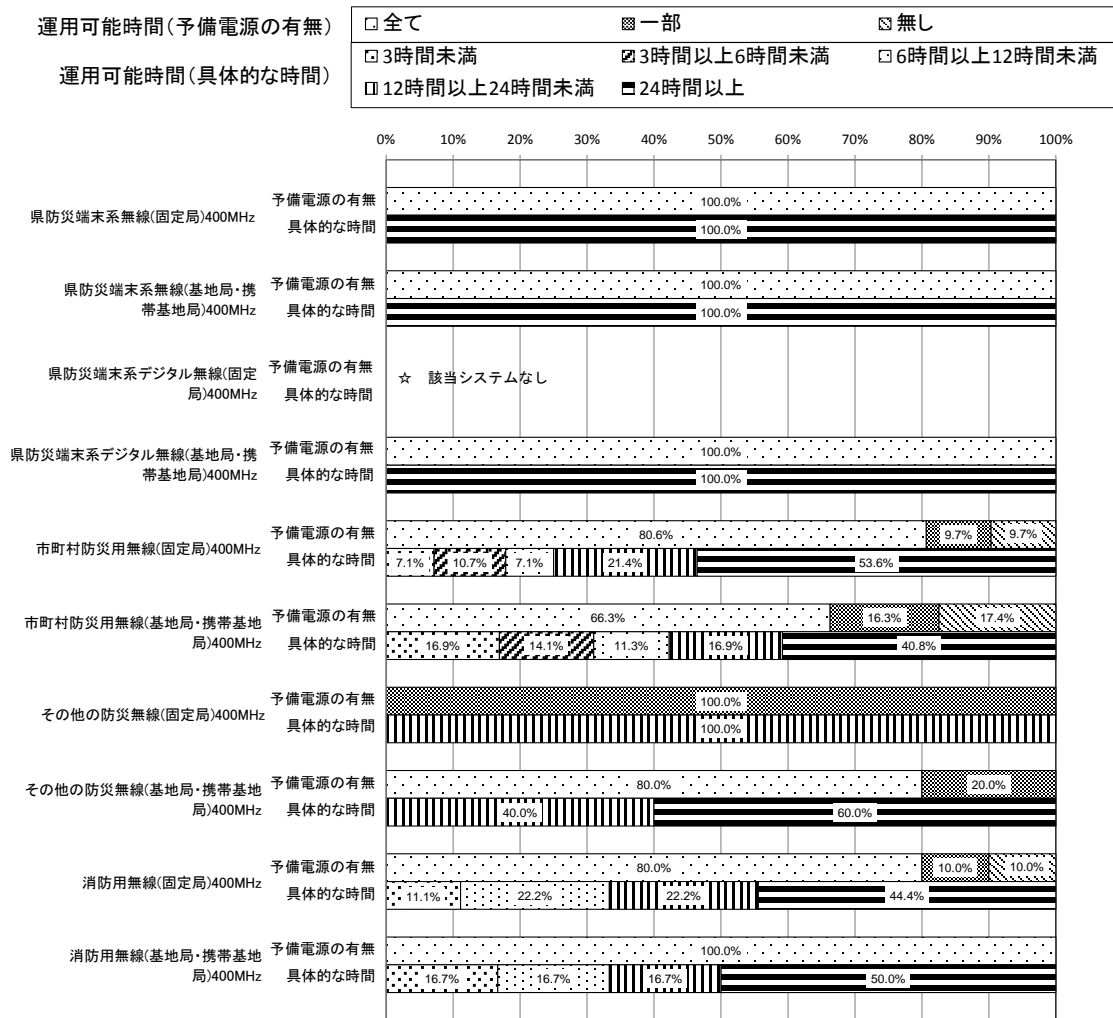 運用可能時間(予備電源の有無)
全て 一部 無し
運用可能時間(具体的な時間)
3時間未満 3時間以上6時間未満 6時間以上12時間未満
12時間以上24時間未満 24時間以上
0% 10% 20% 30% 40% 50% 60% 70% 80% 90% 100%
県防災端末系無線(固定局)400MHz
予備電源の有無
100.0%
具体的な時間
100.0%
県防災端末系無線(基地局・携
帯基地局)400MHz
予備電源の有無
100.0%
具体的な時間
100.0%
県防災端末系デジタル無線(固定
局)400MHz
予備電源の有無
具体的な時間
☆ 該当システムなし
県防災端末系デジタル無線(基地局・携
帯基地局)400MHz
予備電源の有無
100.0%
具体的な時間
100.0%
市町村防災用無線(固定局)400MHz
予備電源の有無
80.6% 9.7% 9.7%
具体的な時間
7.1% 10.7% 7.1% 21.4% 53.6%
市町村防災用無線(基地局・携帯基地
局)400MHz
予備電源の有無
66.3% 16.3% 17.4%
具体的な時間
16.9% 14.1% 11.3% 16.9% 40.8%
その他の防災無線(固定局)400MHz
予備電源の有無
100.0%
具体的な時間
100.0%
その他の防災無線(基地局・携帯基地
局)400MHz
予備電源の有無
80.0% 20.0%
具体的な時間
40.0% 60.0%
消防用無線(固定局)400MHz
予備電源の有無
80.0% 10.0% 10.0%
具体的な時間
11.1% 22.2% 22.2% 44.4%
消防用無線(基地局・携帯基地
局)400MHz
予備電源の有無
100.0%
具体的な時間
16.7% 16.7% 16.7% 50.0%